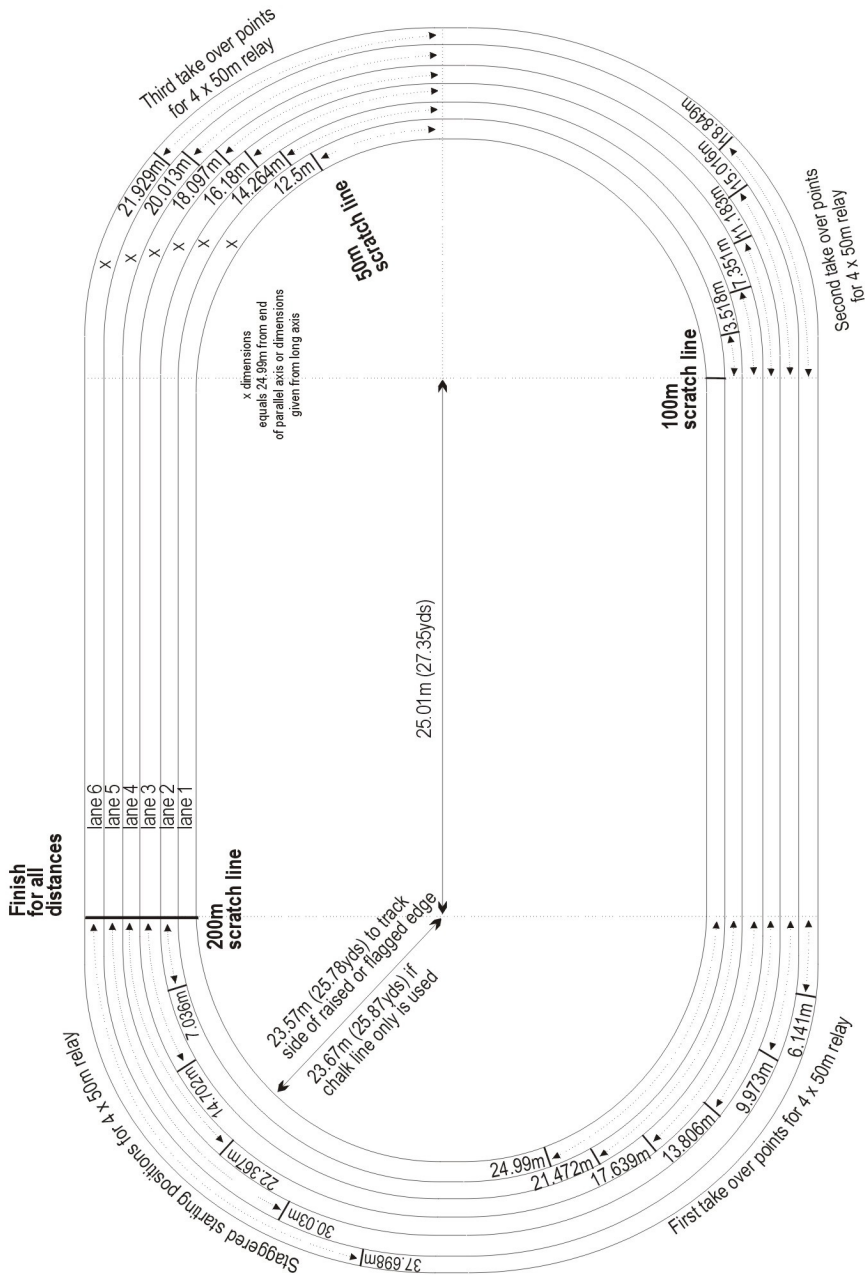 Third take over points
for 4 x 50m relay
21.929m
20.013m
18.097m
16.18m
14.264m
12.5m
X
X
X
X
X
X
50m
scratch line
x dimensions
equals 24.99m from end
of parallel axis or dimensions
given from long axis
18.849m
15.016m
11.183m
7.351m
3.518m
Second take over points
for 4 x 50m relay
100m
scratch line
25.01m (27.35yds)
Finish
for all
distances
lane 6
lane 5
lane 4
lane 3
lane 2
lane 1
200m
scratch line
23.57m (25.78yds) to track
side of raised or flagged edge
23.67m (25.87yds) if
chalk line only is used
Staggered starting positions for 4 x 50m relay
7.036m
14.702m
22.367m
30.03m
37.698m
24.99m
21.472m
17.639m
13.806m
9.973m
6.141m
First take over points for 4 x 50m relay